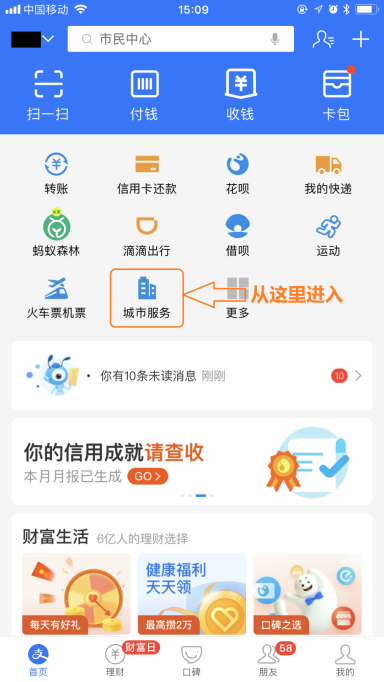 中国移动 15:09
市民中心
扫一扫 付钱 收钱 卡包
转账 信用卡还款 花呗 我的快递
蚂蚁森林 滴滴出行 借呗 运动
从这里进入
火车票机票 城市服务 更多
· 你有10条未读消息 刚刚 10
你的信用成就请查收
本月月报已生成 GO >
财富生活 6亿人的理财选择
健康福利
天天领
每天有好礼 最高攒2万 口碑之选
财富日 58
首页 理财 口碑 朋友 我的